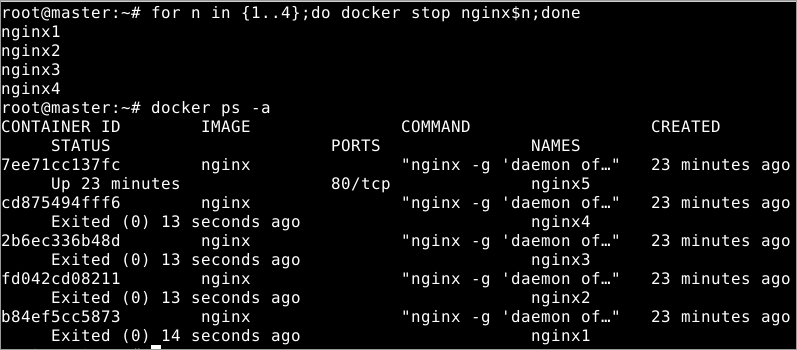 root@master:~# for n in {1..4};do docker stop nginx$n;done
nginx1
nginx2
nginx3
nginx4
root@master:~# docker ps -a
CONTAINER ID        IMAGE               COMMAND                  CREATED
     STATUS                      PORTS               NAMES
7ee71cc137fc        nginx               "nginx -g 'daemon of…"   23 minutes ago
     Up 23 minutes               80/tcp              nginx5
cd875494fff6        nginx               "nginx -g 'daemon of…"   23 minutes ago
     Exited (0) 13 seconds ago                       nginx4
2b6ec336b48d        nginx               "nginx -g 'daemon of…"   23 minutes ago
     Exited (0) 13 seconds ago                       nginx3
fd042cd08211        nginx               "nginx -g 'daemon of…"   23 minutes ago
     Exited (0) 13 seconds ago                       nginx2
b84ef5cc5873        nginx               "nginx -g 'daemon of…"   23 minutes ago
     Exited (0) 14 seconds ago                       nginx1